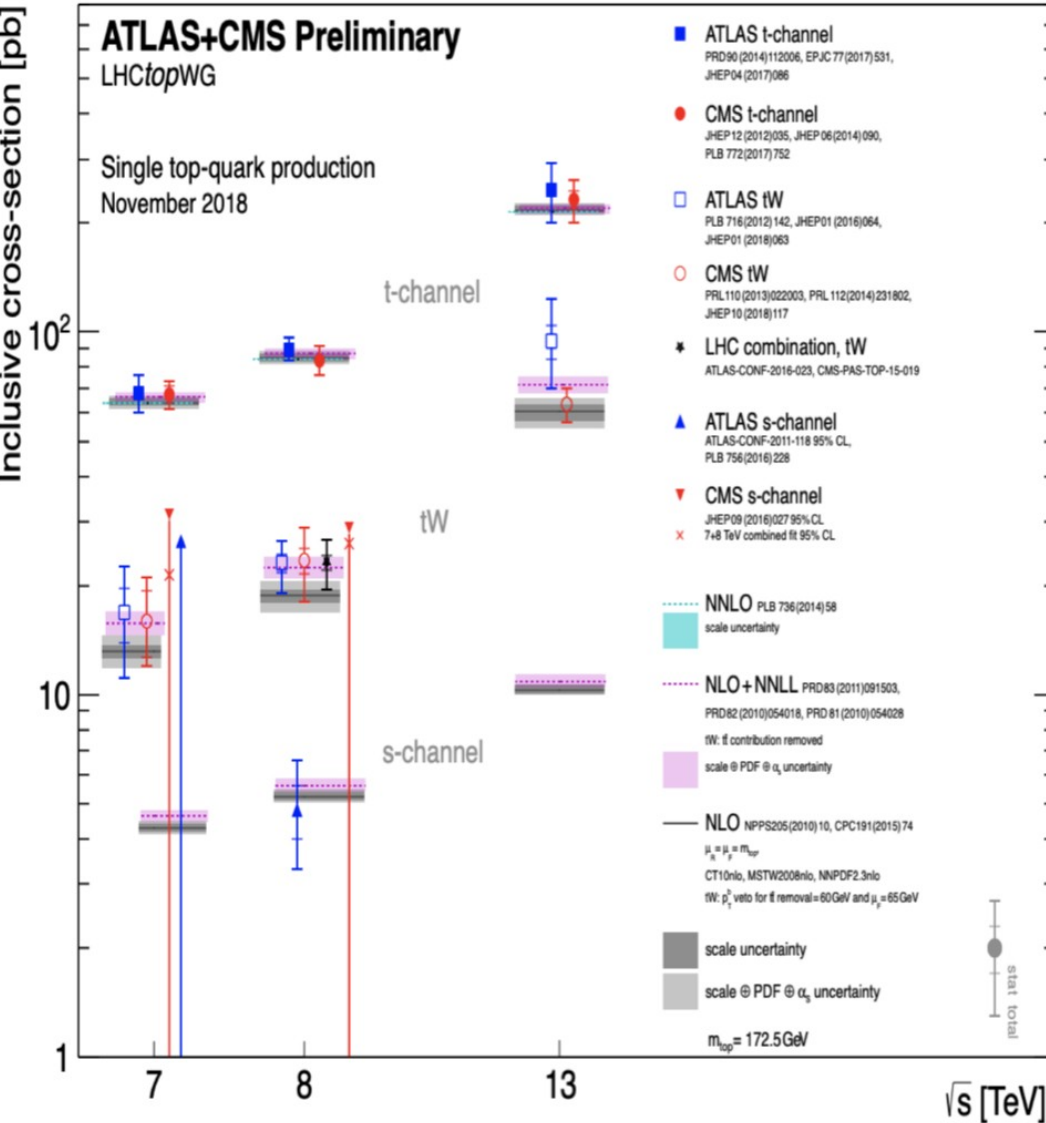 ATLAS+CMS Preliminary
LHCtopWG
Single top-quark production
November 2018
Inclusive cross-section [pb]
10²
10
1
7
8
13
√s [TeV]
t-channel
tW
s-channel
ATLAS t-channel
PRD90 (2014)112006, EPJC 77(2017) 531,
JHEP04 (2017)086
CMS t-channel
JHEP12 (2012)035, JHEP 06(2014) 090,
PLB 772(2017) 752
ATLAS tW
PLB 716(2012) 142, JHEP01 (2016)064,
JHEP01 (2018)063
CMS tW
PRL110 (2013)022003, PRL 112(2014) 231802,
JHEP10 (2018)117
LHC combination, tW
ATLAS-CONF-2016-023, CMS-PAS-TOP-15-019
ATLAS s-channel
ATLAS-CONF-2011-118 95% CL,
PLB 756(2016) 228
CMS s-channel
JHEP09 (2016)027 95% CL
7+8 TeV combined fit 95% CL
NNLO PLB 736(2014) 58
scale uncertainty
NLO+NNLL PRD83 (2011)091503,
PRD82 (2010)054018, PRD 81(2010) 054028
tW: tt̄ contribution removed
scale ⊕ PDF ⊕ αs uncertainty
NLO NPPS205(2010) 10, CPC191(2015) 74
μR = μF = mtop,
CT10nlo, MSTW2008nlo, NNPDF2.3nlo
tW: pTb veto for tt̄ removal=60GeV and μF=65GeV
scale uncertainty
scale ⊕ PDF ⊕ αs uncertainty
mtop= 172.5GeV
stat total